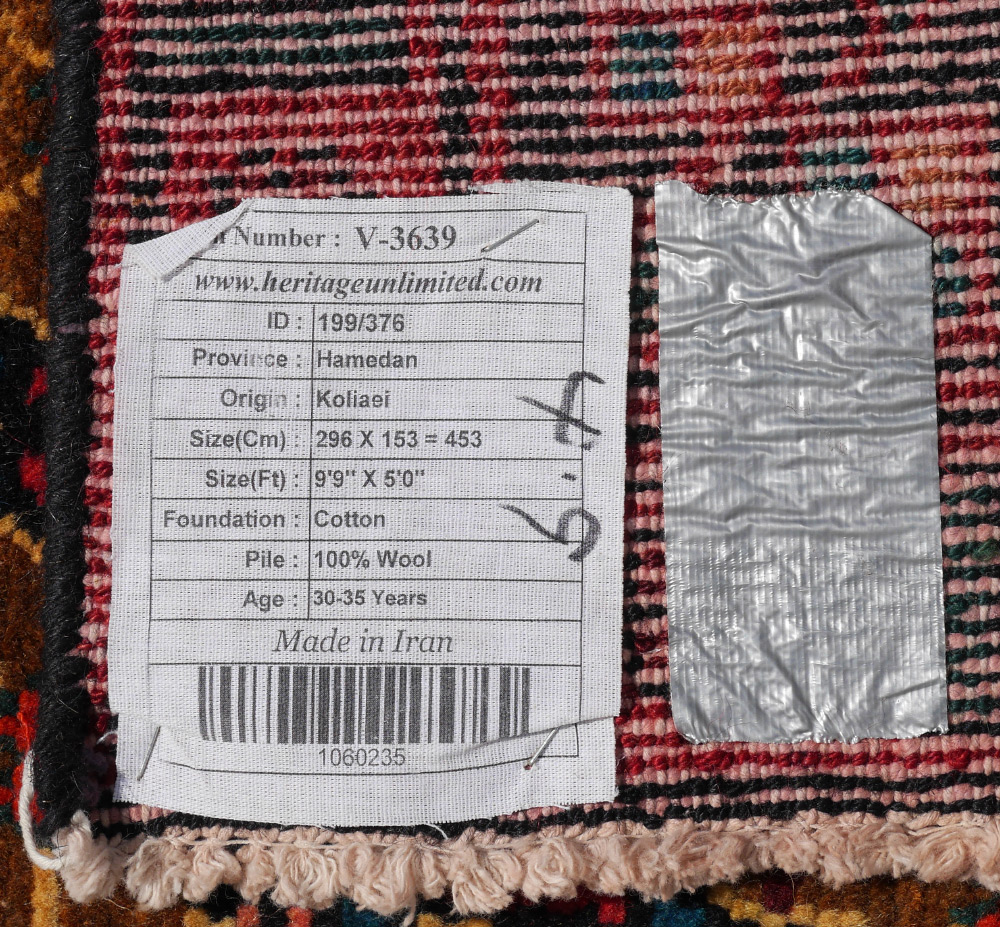 Number : V-3639
www.heritageunlimited.com
ID : 199/376
Province : Hamedan
Origin : Koliaei
Size(Cm) : 296 X 153 = 453
Size(Ft) : 9'9" X 5'0"
Foundation : Cotton
Pile : 100% Wool
Age : 30-35 Years
Made in Iran
1060235